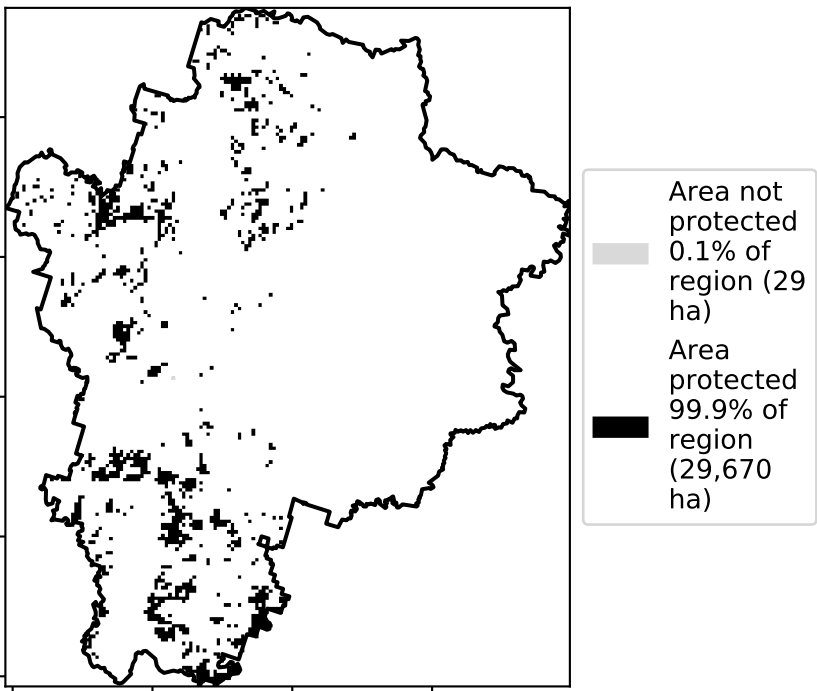 Area not
protected
0.1% of
region (29
ha)
Area
protected
99.9% of
region
(29,670
ha)